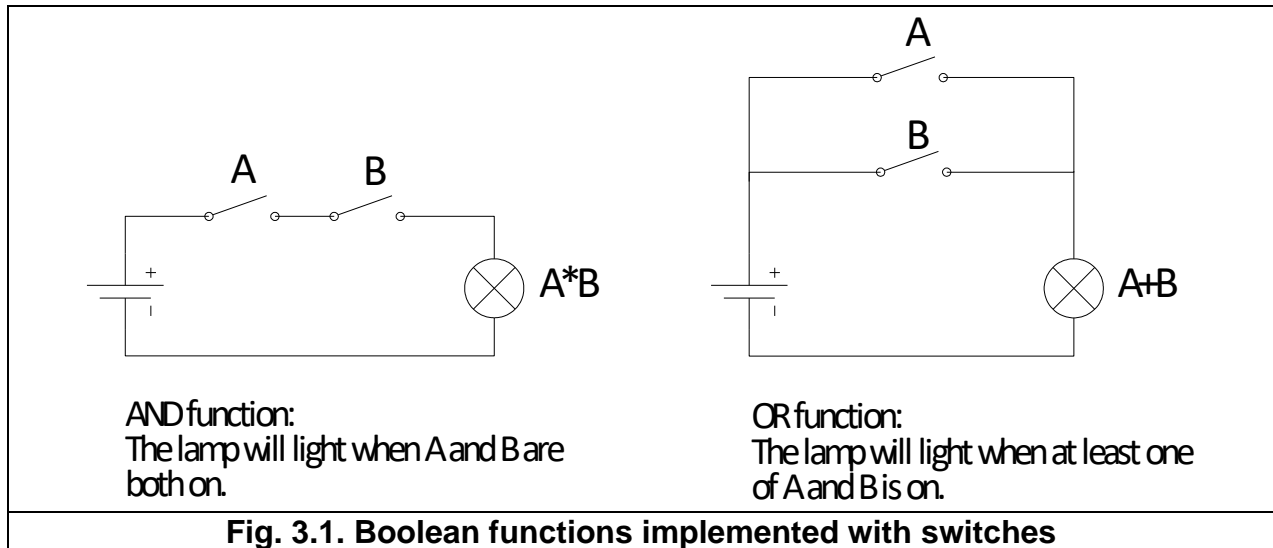 A
B
+
A*B
AND function:
The lamp will light when A and B are
both on.
A
B
+
A+B
OR function:
The lamp will light when at least one
of A and B is on.
Fig. 3.1. Boolean functions implemented with switches